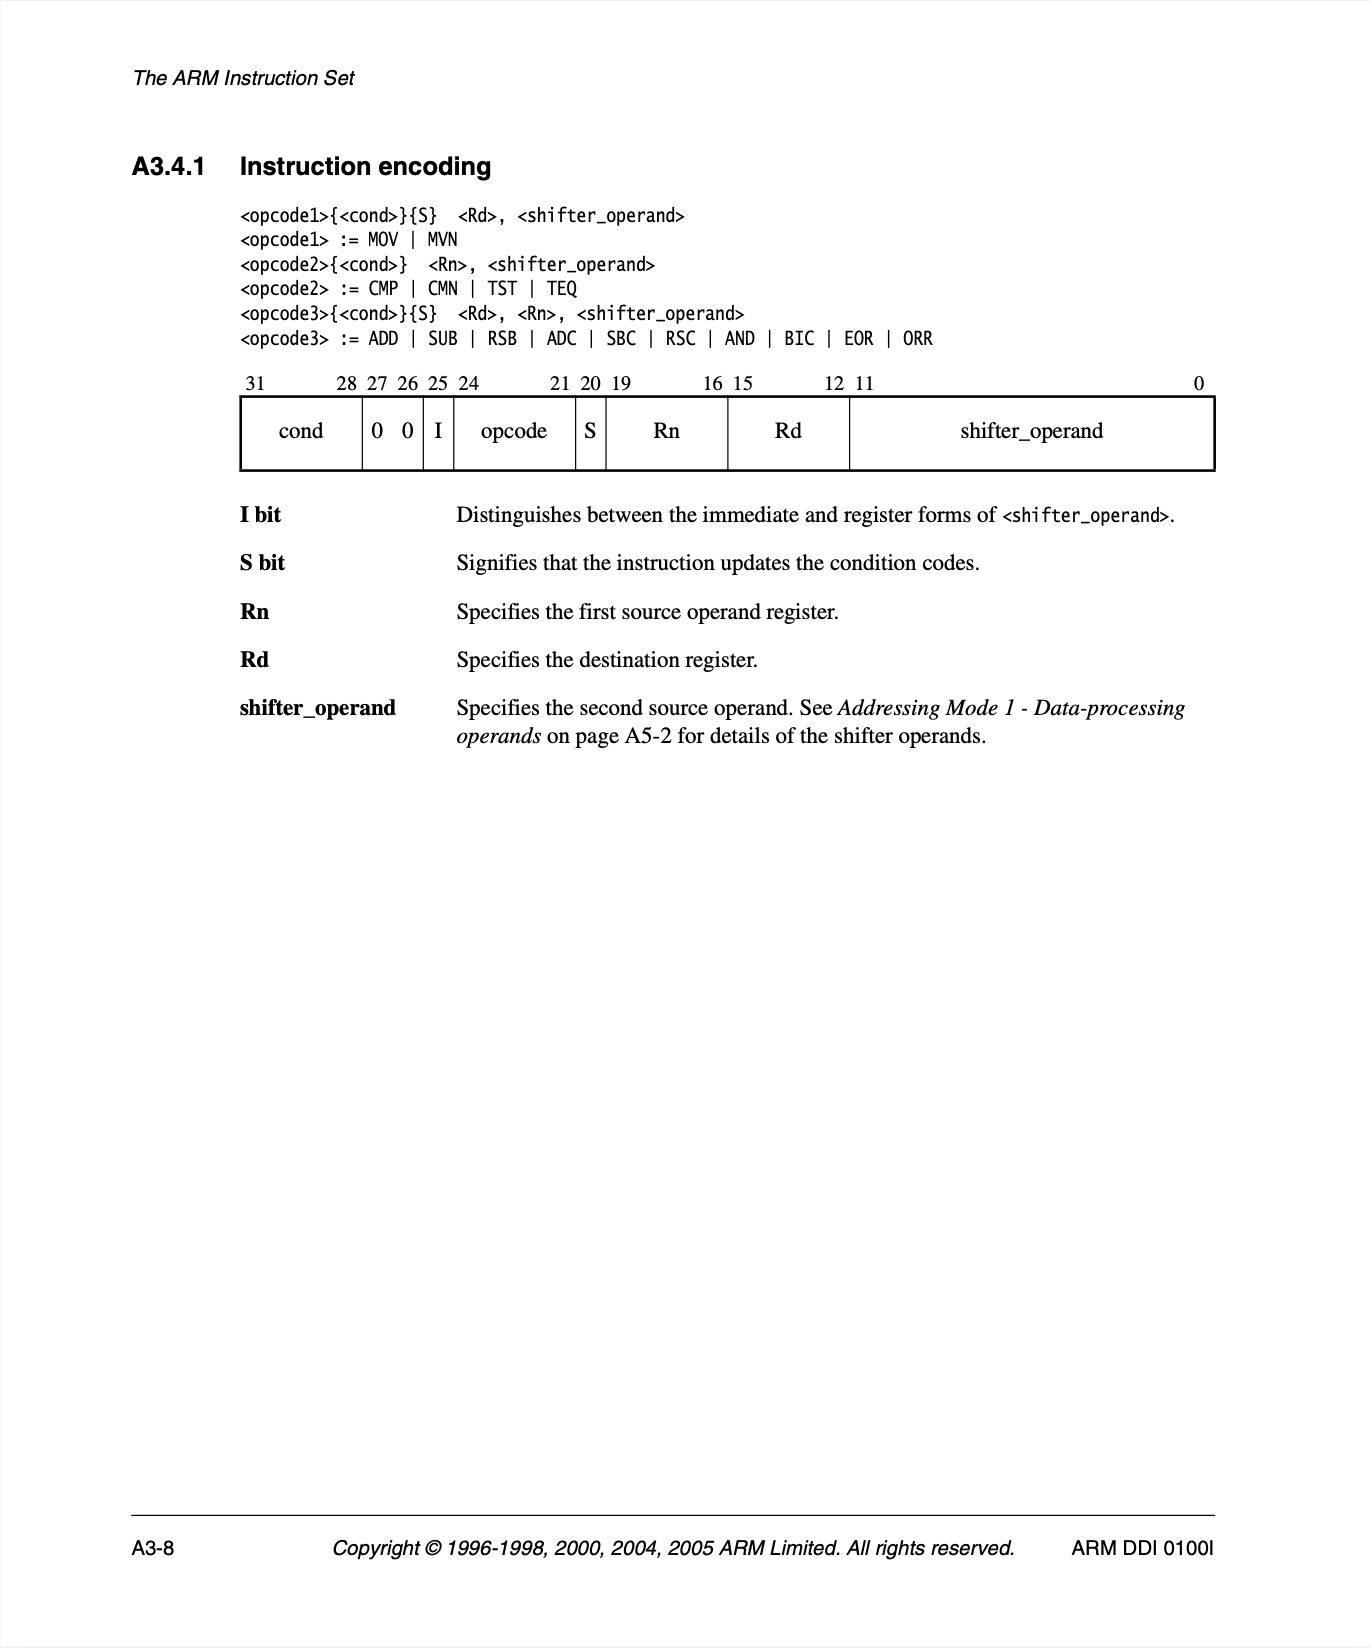 The ARM Instruction Set
A3.4.1 Instruction encoding
<opcode1>{<cond>}{S} <Rd>, <shifter_operand>
<opcode1> := MOV | MVN
<opcode2>{<cond>} <Rn>, <shifter_operand>
<opcode2> := CMP | CMN | TST | TEQ
<opcode3>{<cond>}{S} <Rd>, <Rn>, <shifter_operand>
<opcode3> := ADD | SUB | RSB | ADC | SBC | RSC | AND | BIC | EOR | ORR
31 28 27 26 25 24 21 20 19 16 15 12 11 0
cond 0 0 I opcode S Rn Rd shifter_operand
I bit Distinguishes between the immediate and register forms of <shifter_operand>.
S bit Signifies that the instruction updates the condition codes.
Rn Specifies the first source operand register.
Rd Specifies the destination register.
shifter_operand Specifies the second source operand. See Addressing Mode 1 - Data-processing
operands on page A5-2 for details of the shifter operands.
A3-8 Copyright © 1996-1998, 2000, 2004, 2005 ARM Limited. All rights reserved. ARM DDI 0100I